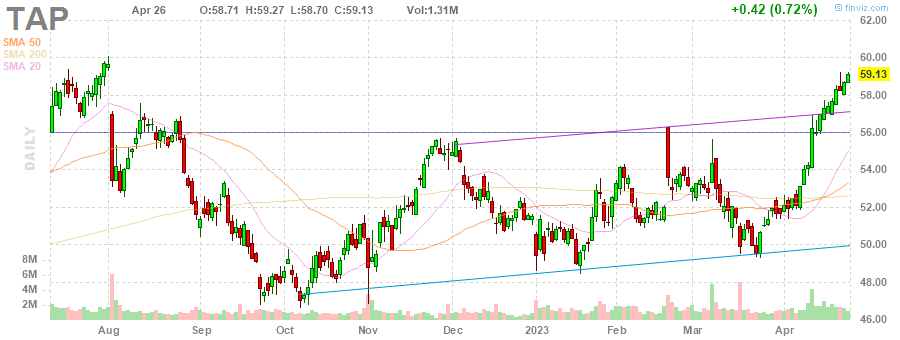 TAP
Apr 26 O:58.71 H:59.27 L:58.70 C:59.13 Vol:1.31M
+0.42 (0.72%)
© finviz.com
SMA 50
SMA 200
SMA 20
DAILY
62.00
60.00
59.13
58.00
56.00
54.00
52.00
50.00
48.00
46.00
8M
6M
4M
2M
Aug Sep Oct Nov Dec 2023 Feb Mar Apr